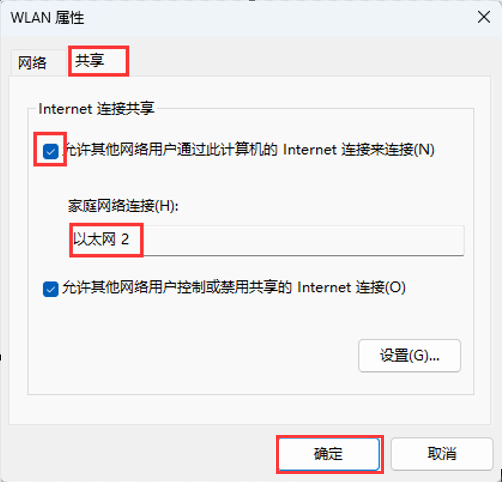 WLAN 属性
网络
共享
Internet 连接共享
允许其他网络用户通过此计算机的 Internet 连接来连接(N)
家庭网络连接(H):
以太网 2
允许其他网络用户控制或禁用共享的 Internet 连接(O)
设置(G)...
确定
取消